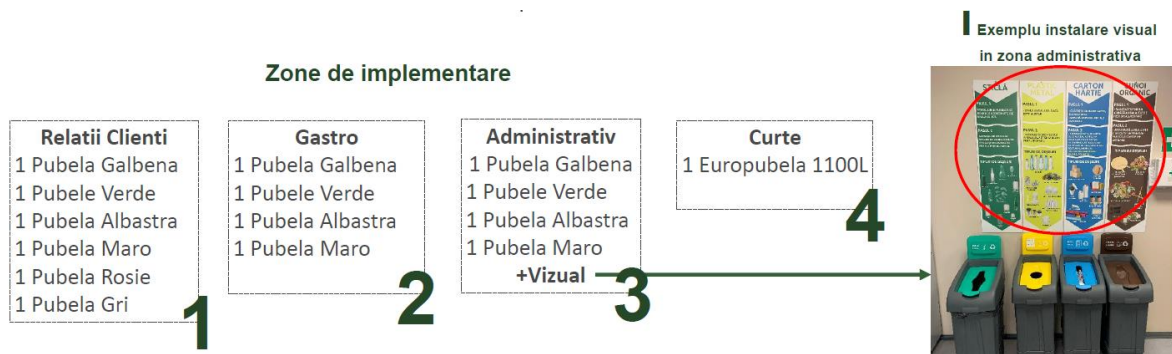 Zone de implementare
Relatii Clienti
1 Pubela Galbena
1 Pubele Verde
1 Pubela Albastra
1 Pubela Maro
1 Pubela Rosie
1 Pubela Gri
1
Gastro
1 Pubela Galbena
1 Pubele Verde
1 Pubela Albastra
1 Pubela Maro
2
Administrativ
1 Pubela Galbena
1 Pubele Verde
1 Pubela Albastra
1 Pubela Maro
+Vizual
3
Curte
1 Europubela 1100L
4
I Exemplu instalare visual
in zona administrativa
STICLĂ
CARTON
HÂRTIE
ORGANIC